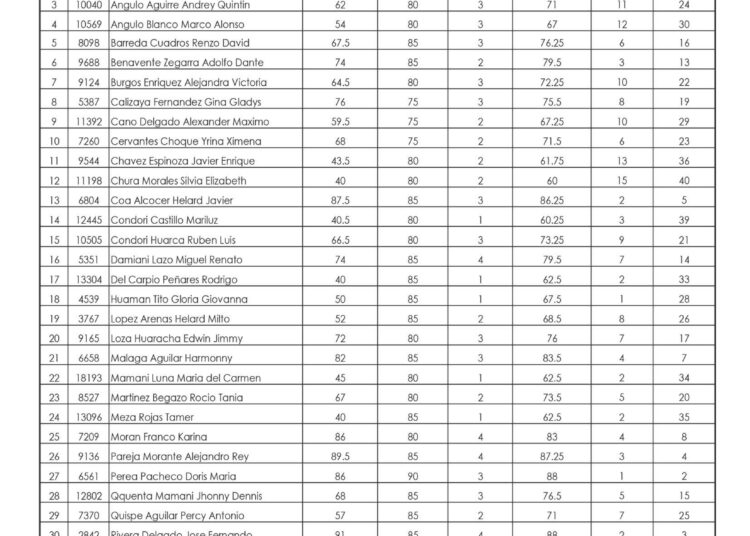 3 10040 Angulo Aguirre Andrey Quintin 62 80 3 71 11 24
4 10569 Angulo Blanco Marco Alonso 54 80 3 67 12 30
5 8098 Barreda Cuadros Renzo David 67.5 85 3 76.25 6 16
6 9688 Benavente Zegarra Adolfo Dante 74 85 2 79.5 3 13
7 9124 Burgos Enriquez Alejandra Victoria 64.5 80 3 72.25 10 22
8 5387 Calizaya Fernandez Gina Gladys 76 75 3 75.5 8 19
9 11392 Cano Delgado Alexander Maximo 59.5 75 2 67.25 10 29
10 7260 Cervantes Choque Yrina Ximena 68 75 2 71.5 6 23
11 9544 Chavez Espinoza Javier Enrique 43.5 80 2 61.75 13 36
12 11198 Chura Morales Silvia Elizabeth 40 80 2 60 15 40
13 6804 Coa Alcocer Helard Javier 87.5 85 3 86.25 2 5
14 12445 Condori Castillo Mariluz 40.5 80 1 60.25 3 39
15 10505 Condori Huarca Ruben Luis 66.5 80 3 73.25 9 21
16 5351 Damiani Lazo Miguel Renato 74 85 4 79.5 7 14
17 13304 Del Carpio Peñares Rodrigo 40 85 1 62.5 2 33
18 4539 Huaman Tito Gloria Giovanna 50 85 1 67.5 1 28
19 3767 Lopez Arenas Helard Milto 52 85 2 68.5 8 26
20 9165 Loza Huaracha Edwin Jimmy 72 80 3 76 7 17
21 6658 Malaga Aguilar Harmonny 82 85 3 83.5 4 7
22 18193 Mamani Luna Maria del Carmen 45 80 1 62.5 2 34
23 8527 Martinez Begazo Rocio Tania 67 80 2 73.5 5 20
24 13096 Meza Rojas Tamer 40 85 1 62.5 2 35
25 7209 Moran Franco Karina 86 80 4 83 4 8
26 9136 Pareja Morante Alejandro Rey 89.5 85 4 87.25 3 4
27 6561 Perea Pacheco Doris Maria 86 90 3 88 1 2
28 12802 Qquenta Mamani Jhonny Dennis 68 85 3 76.5 5 15
29 7370 Quispe Aguilar Percy Antonio 57 85 2 71 7 25
30 2842 Rivera Delgado Jose Fernando 91 85 4 88 2 3